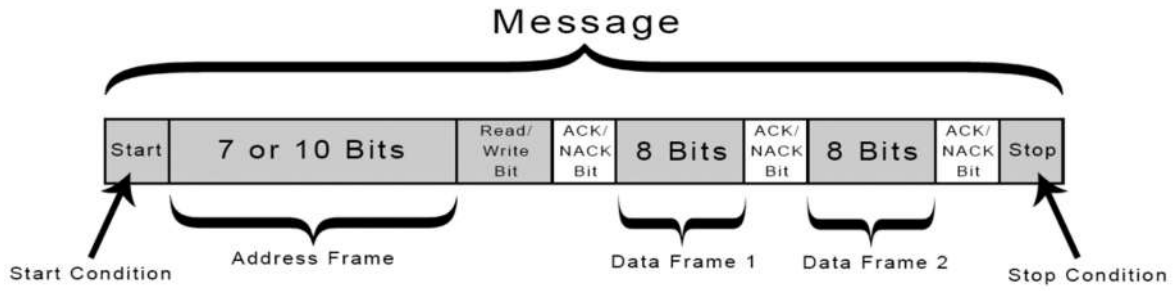 Message
Start
7 or 10 Bits
Read/
Write
Bit
ACK/
NACK
Bit
8 Bits
ACK/
NACK
Bit
8 Bits
ACK/
NACK
Bit
Stop
Start Condition
Address Frame
Data Frame 1
Data Frame 2
Stop Condition